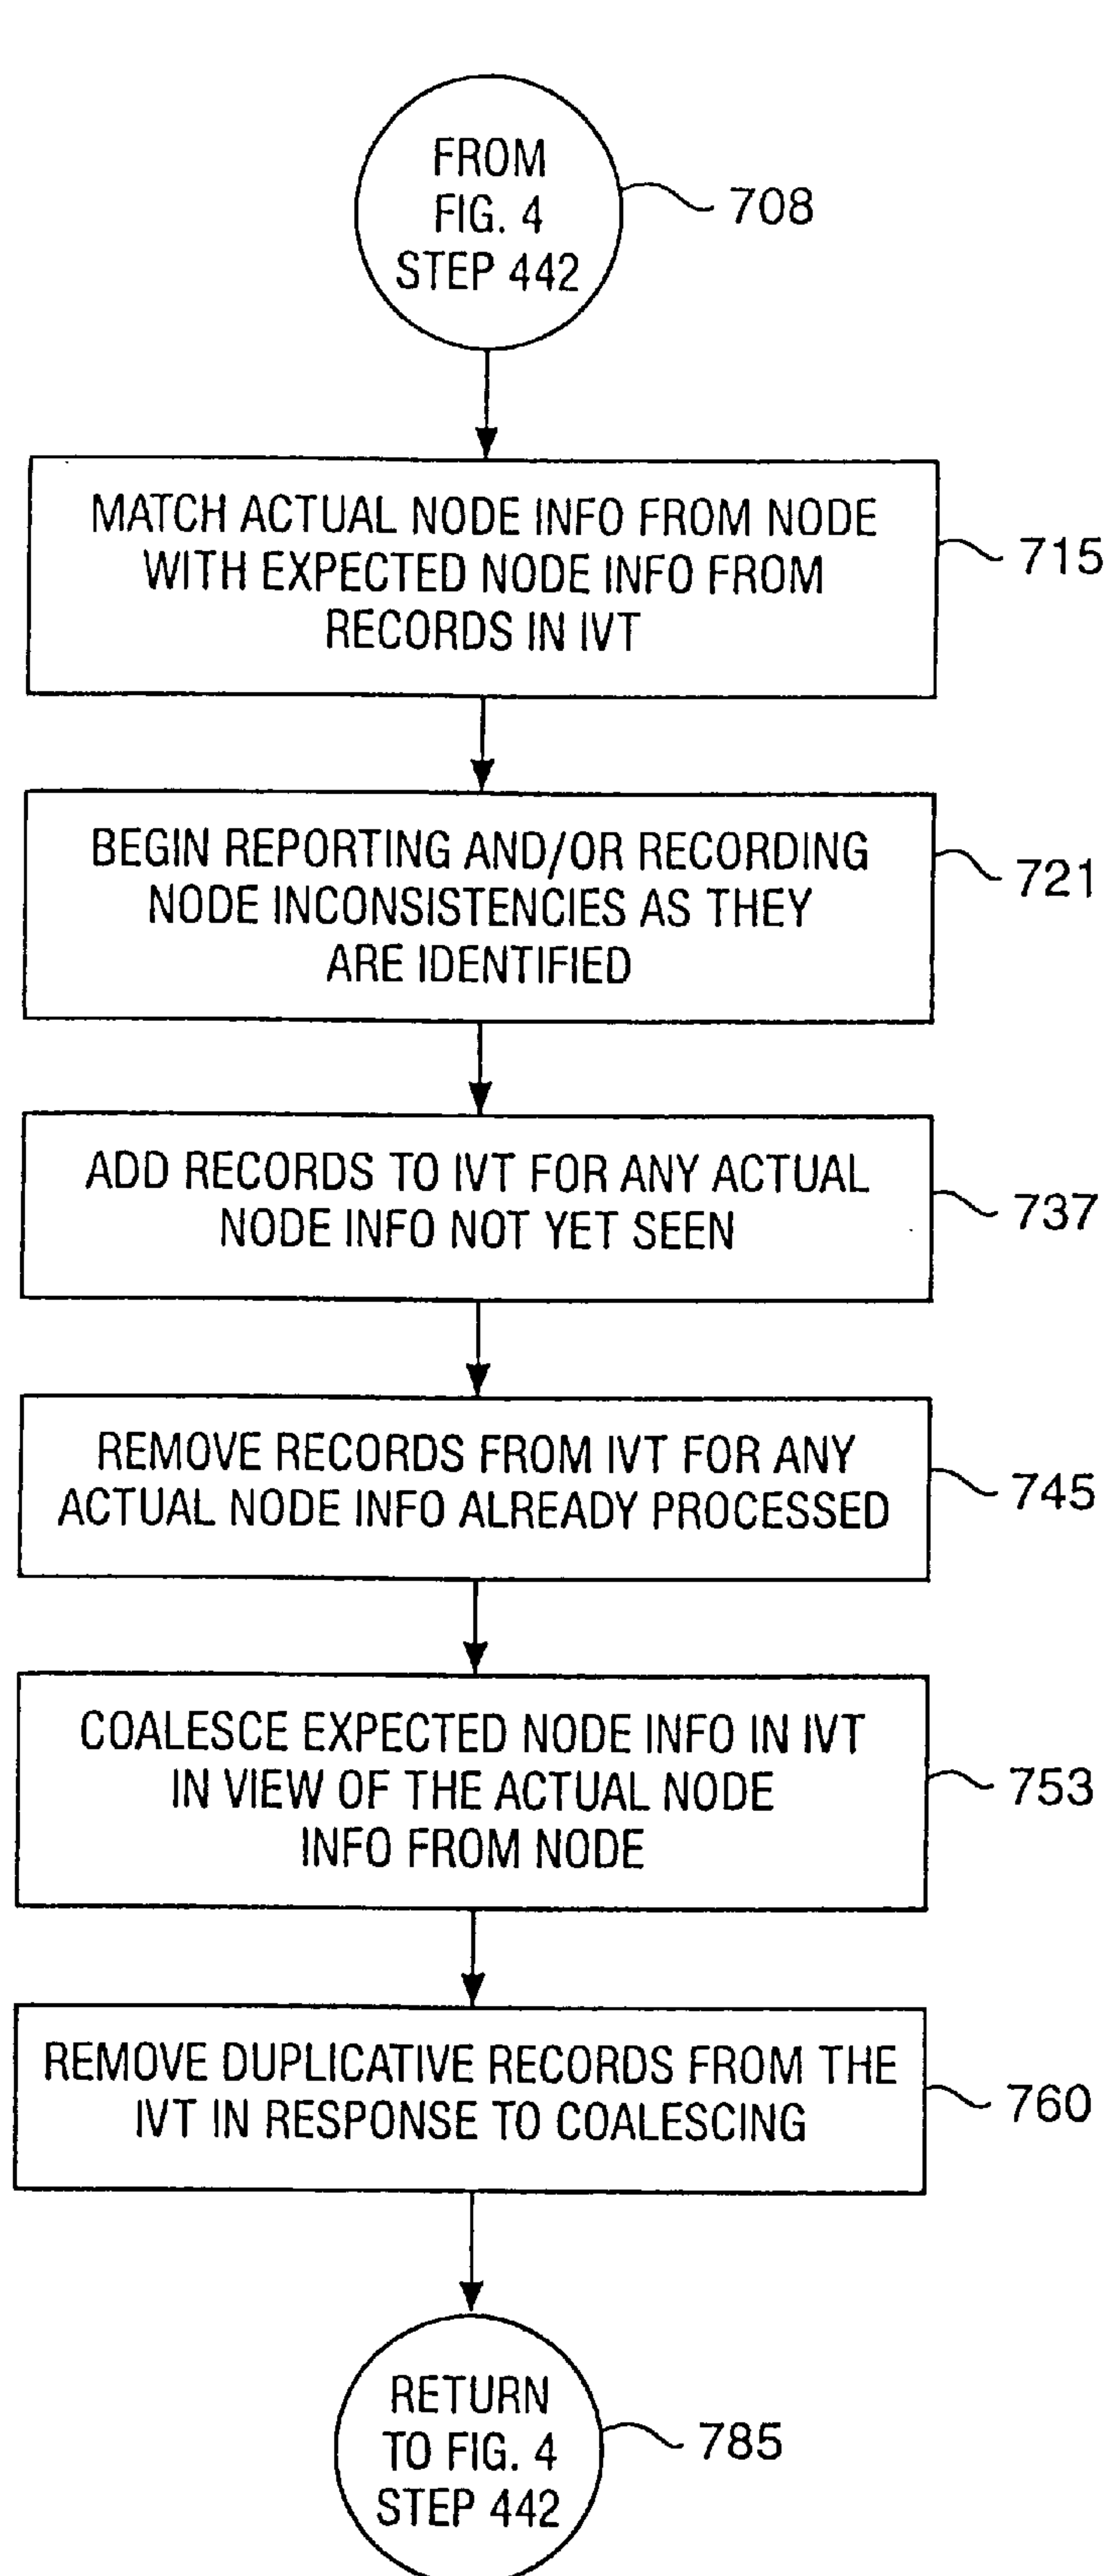 FROM
FIG. 4
STEP 442
708
MATCH ACTUAL NODE INFO FROM NODE
WITH EXPECTED NODE INFO FROM
RECORDS IN IVT
715
BEGIN REPORTING AND/OR RECORDING
NODE INCONSISTENCIES AS THEY
ARE IDENTIFIED
721
ADD RECORDS TO IVT FOR ANY ACTUAL
NODE INFO NOT YET SEEN
737
REMOVE RECORDS FROM IVT FOR ANY
ACTUAL NODE INFO ALREADY PROCESSED
745
COALESCE EXPECTED NODE INFO IN IVT
IN VIEW OF THE ACTUAL NODE
INFO FROM NODE
753
REMOVE DUPLICATIVE RECORDS FROM THE
IVT IN RESPONSE TO COALESCING
760
RETURN
TO FIG. 4
STEP 442
785